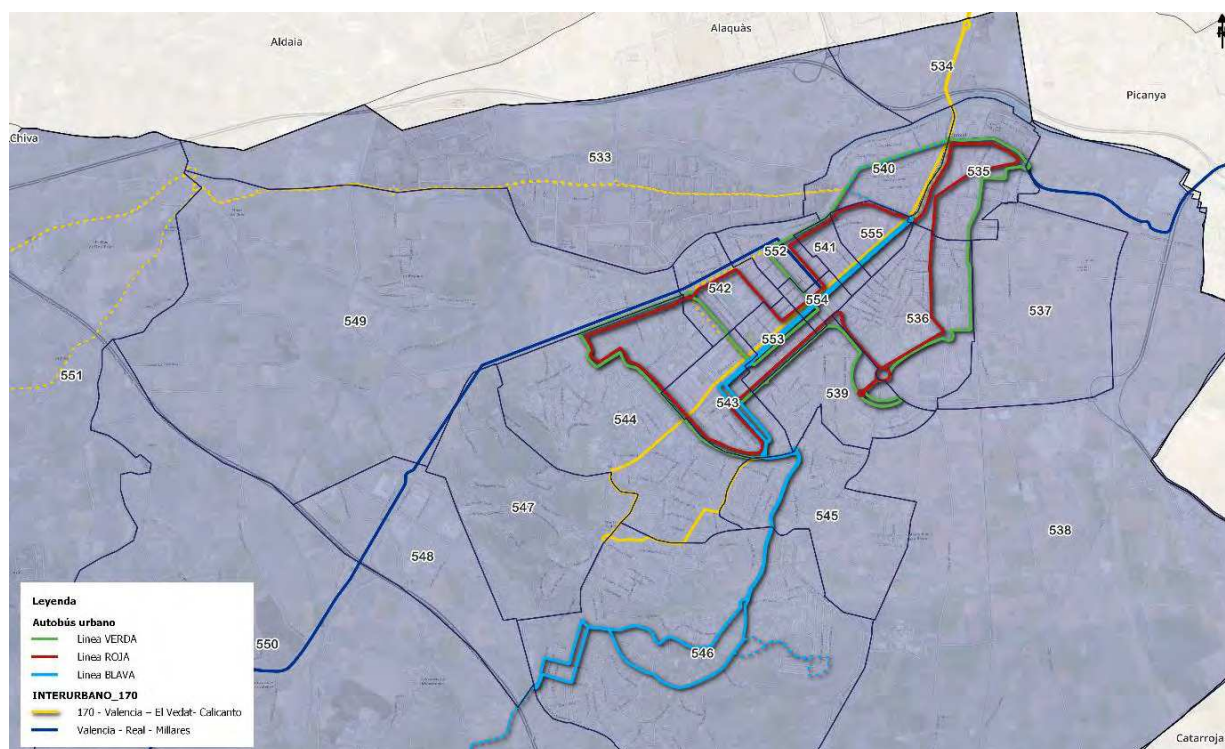 Aldaia
Alaquàs
Picanya
Chiva
534
533
540
535
552
541
555
542
554
536
537
549
553
551
543
539
544
547
545
538
548
550
546
Leyenda
Autobús urbano
Linea VERDA
Linea ROJA
Linea BLAVA
INTERURBANO_170
170 - Valencia – El Vedat- Calicanto
Valencia - Real - Millares
Catarroja